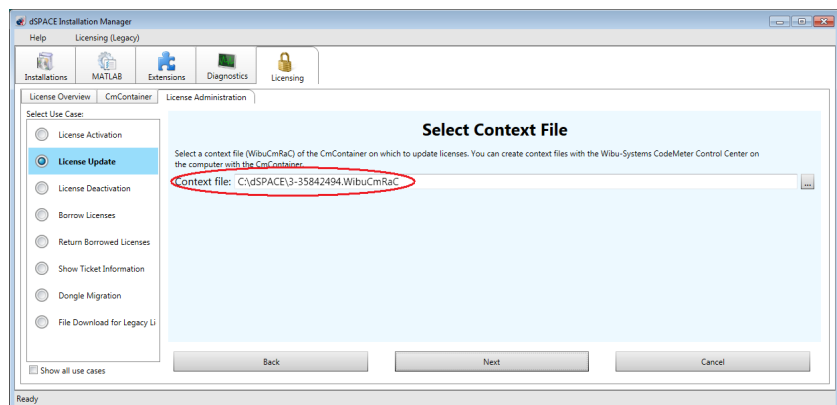 dSPACE Installation Manager
Help Licensing (Legacy)
Installations MATLAB Extensions Diagnostics Licensing
License Overview CmContainer License Administration
Select Use Case:
License Activation
License Update
License Deactivation
Borrow Licenses
Return Borrowed Licenses
Show Ticket Information
Dongle Migration
File Download for Legacy Li
Show all use cases
Select Context File
Select a context file (WibuCmRaC) of the CmContainer on which to update licenses. You can create context files with the Wibu-Systems CodeMeter Control Center on
the computer with the CmContainer.
Context file: C:\dSPACE\3-35842494.WibuCmRaC
...
Back Next Cancel
Ready